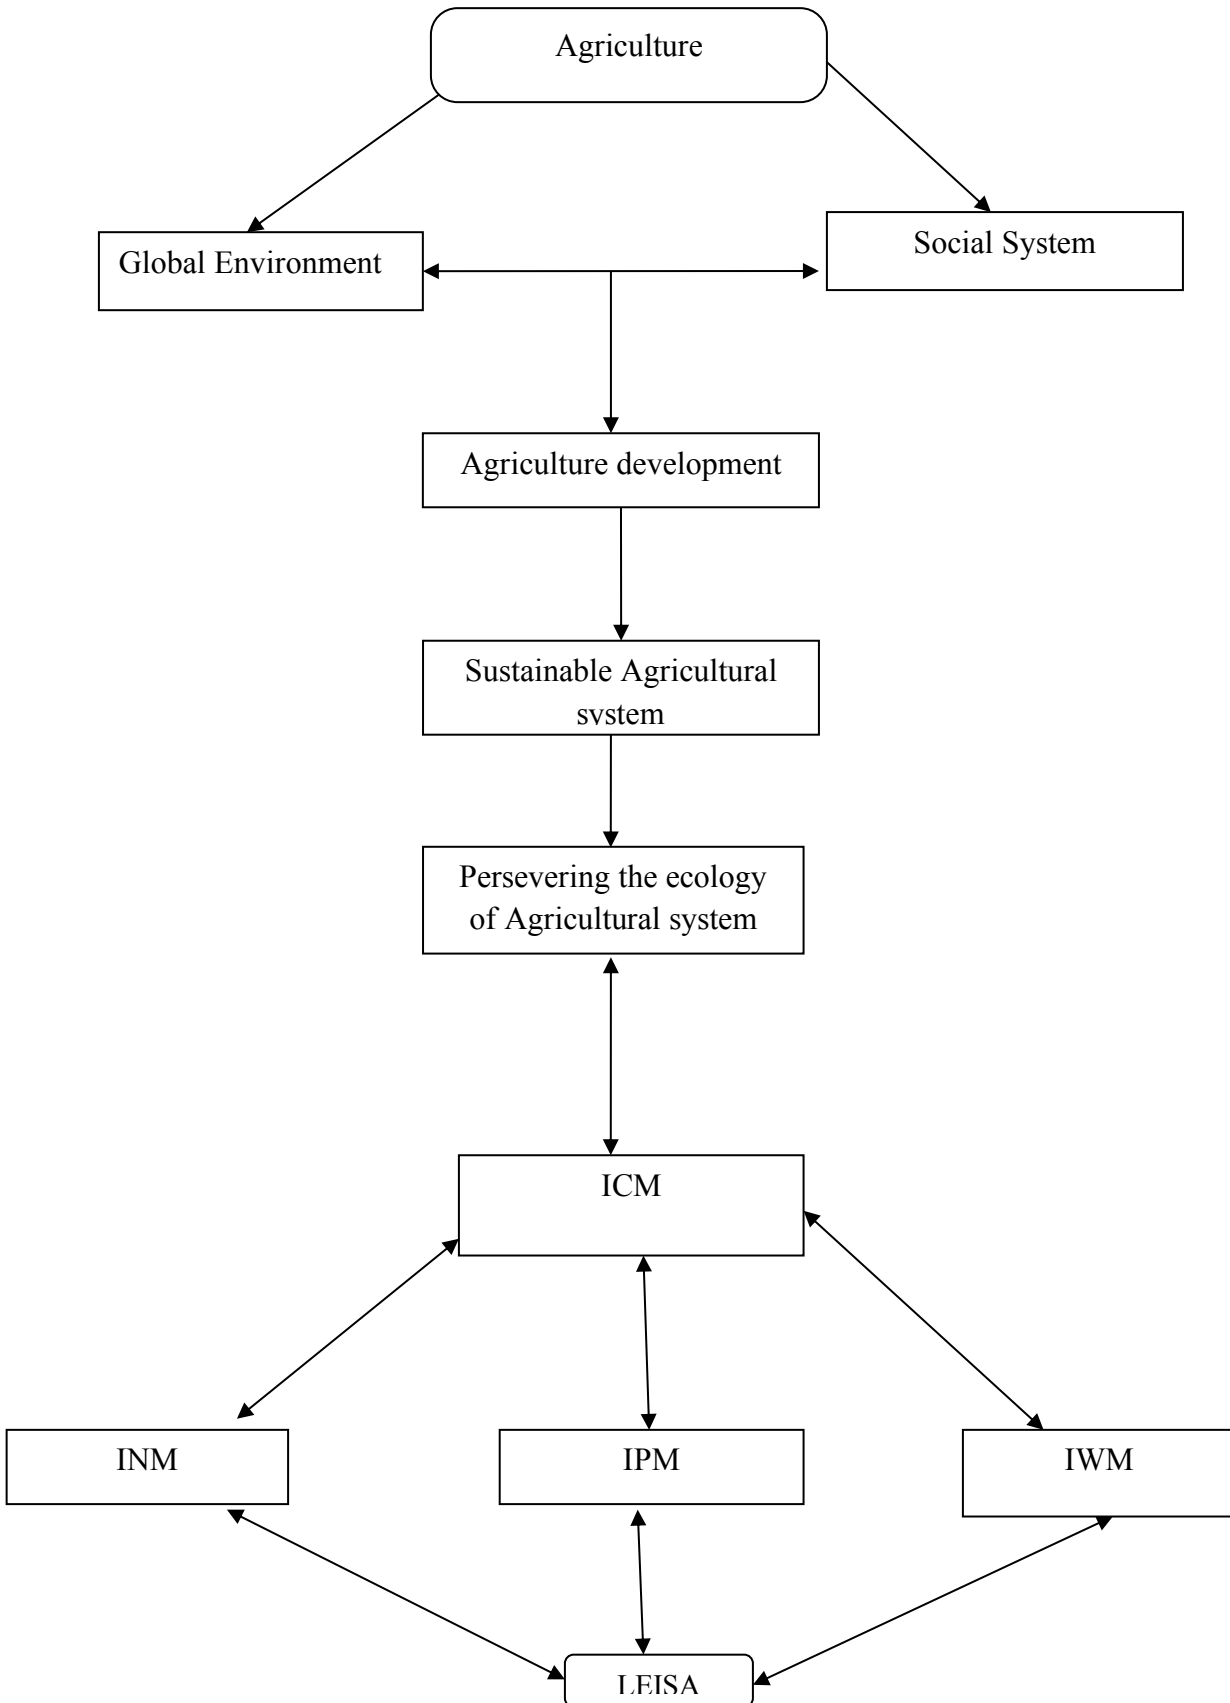 Agriculture
Global Environment
Social System
Agriculture development
Sustainable Agricultural
system
Persevering the ecology
of Agricultural system
ICM
INM
IPM
IWM
LEISA